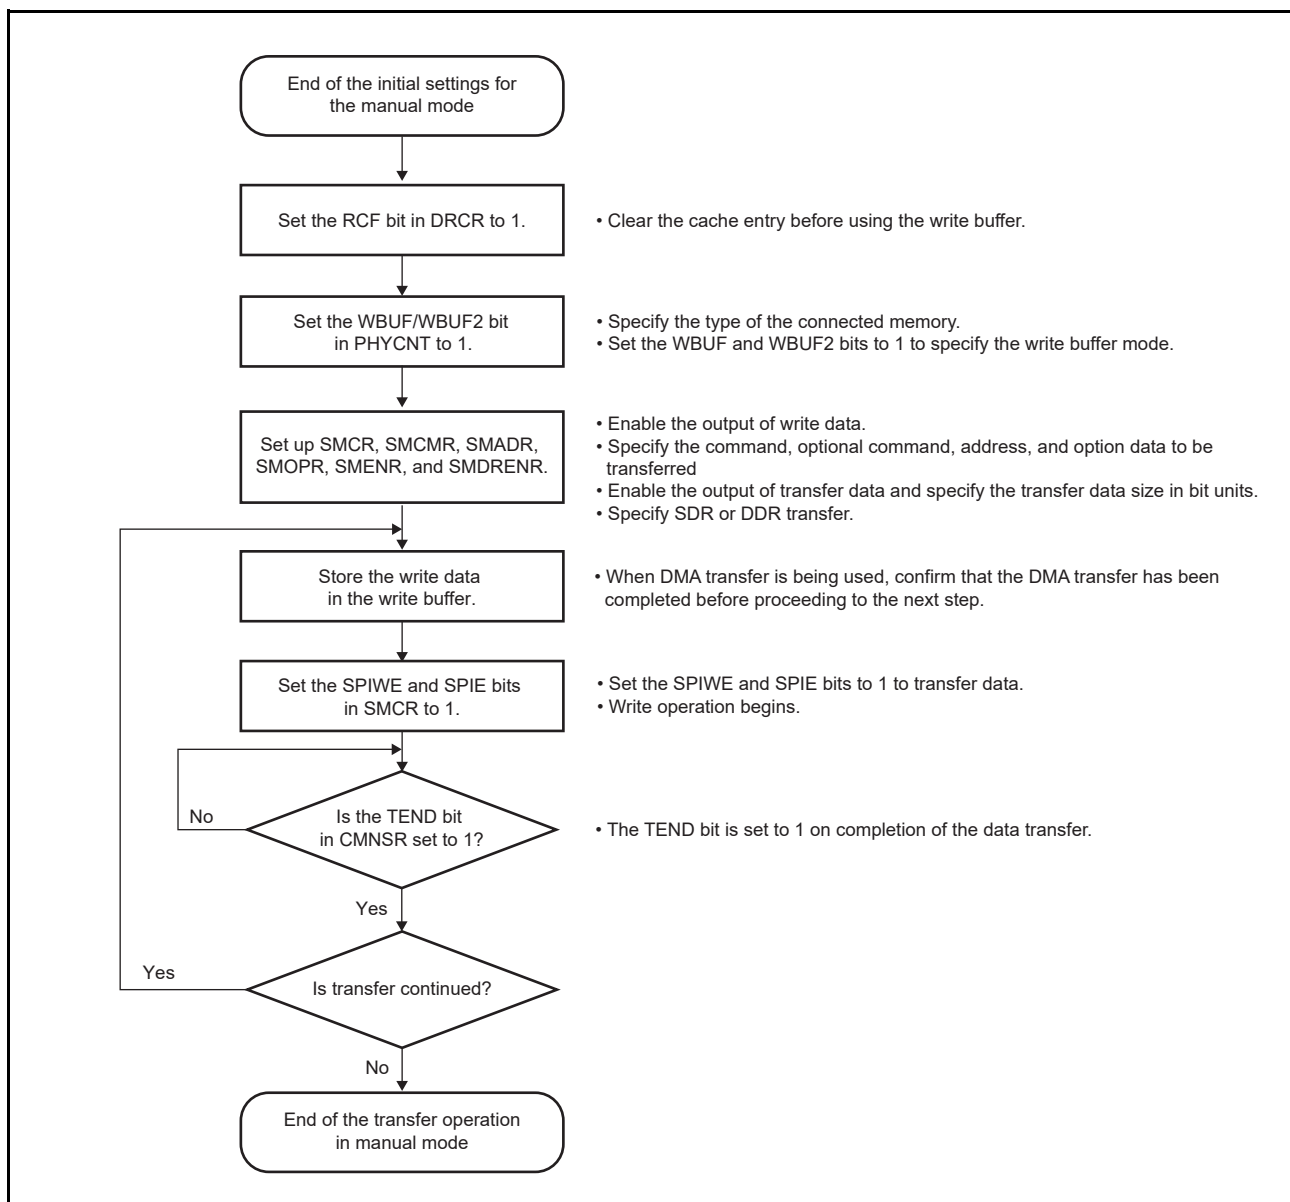 End of the initial settings for
the manual mode
Set the RCF bit in DRCR to 1.
• Clear the cache entry before using the write buffer.
Set the WBUF/WBUF2 bit
in PHYCNT to 1.
• Specify the type of the connected memory.
• Set the WBUF and WBUF2 bits to 1 to specify the write buffer mode.
Set up SMCR, SMCMR, SMADR,
SMOPR, SMENR, and SMDRENR.
• Enable the output of write data.
• Specify the command, optional command, address, and option data to be
transferred
• Enable the output of transfer data and specify the transfer data size in bit units.
• Specify SDR or DDR transfer.
Store the write data
in the write buffer.
• When DMA transfer is being used, confirm that the DMA transfer has been
completed before proceeding to the next step.
Set the SPIWE and SPIE bits
in SMCR to 1.
• Set the SPIWE and SPIE bits to 1 to transfer data.
• Write operation begins.
No
Is the TEND bit
in CMNSR set to 1?
• The TEND bit is set to 1 on completion of the data transfer.
Yes
Yes
Is transfer continued?
No
End of the transfer operation
in manual mode